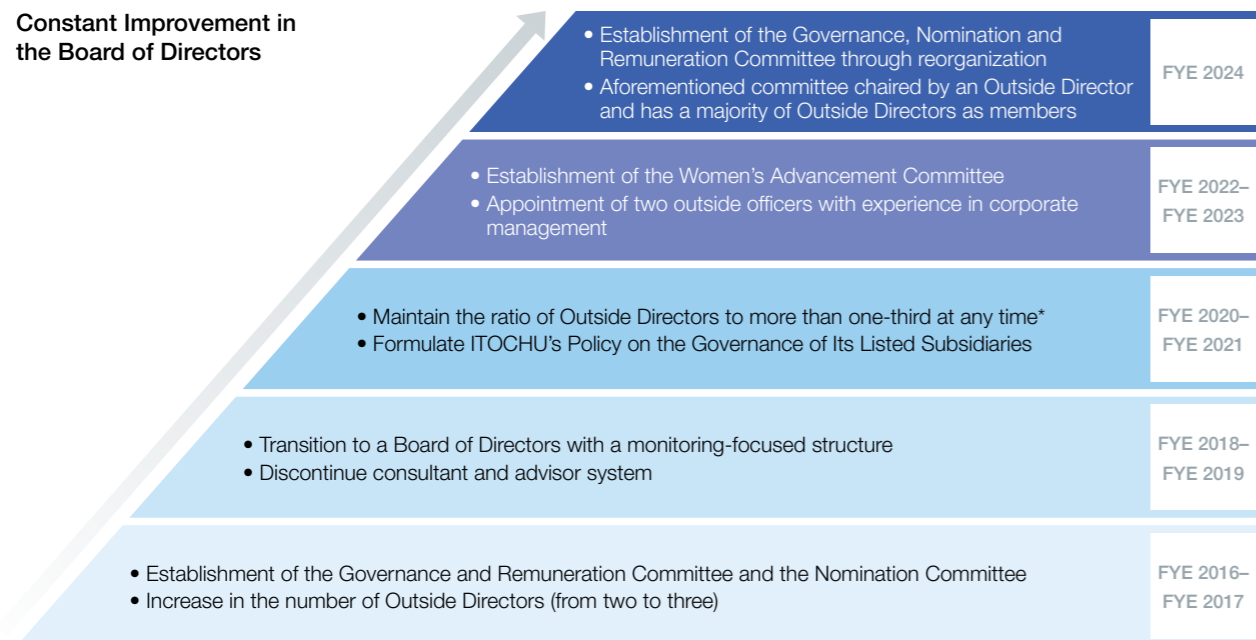 Constant Improvement in
the Board of Directors
• Establishment of the Governance, Nomination and
Remuneration Committee through reorganization
• Aforementioned committee chaired by an Outside Director
and has a majority of Outside Directors as members
FYE 2024
• Establishment of the Women’s Advancement Committee
• Appointment of two outside officers with experience in corporate
management
FYE 2022–
FYE 2023
• Maintain the ratio of Outside Directors to more than one-third at any time*
• Formulate ITOCHU’s Policy on the Governance of Its Listed Subsidiaries
FYE 2020–
FYE 2021
• Transition to a Board of Directors with a monitoring-focused structure
• Discontinue consultant and advisor system
FYE 2018–
FYE 2019
• Establishment of the Governance and Remuneration Committee and the Nomination Committee
• Increase in the number of Outside Directors (from two to three)
FYE 2016–
FYE 2017